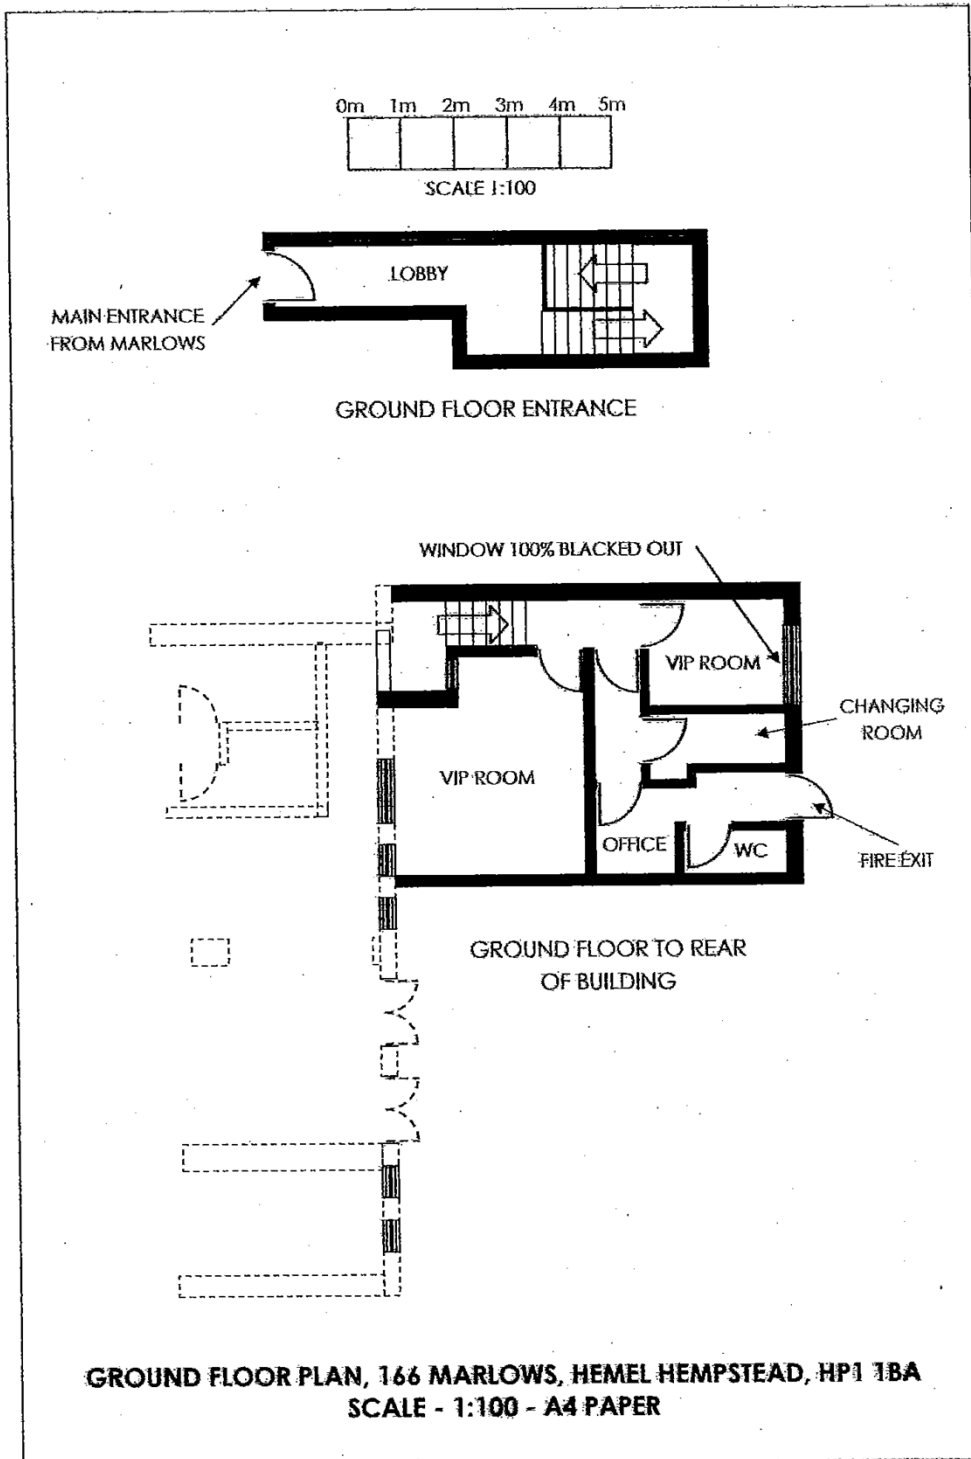 0m 1m 2m 3m 4m 5m
SCALE 1:100
LOBBY
MAIN ENTRANCE
FROM MARLOWS
GROUND FLOOR ENTRANCE
WINDOW 100% BLACKED OUT
VIP ROOM
CHANGING
ROOM
VIP ROOM
OFFICE
WC
FIRE EXIT
GROUND FLOOR TO REAR
OF BUILDING
GROUND FLOOR PLAN, 166 MARLOWS, HEMEL HEMPSTEAD, HP1 1BA
SCALE - 1:100 - A4 PAPER